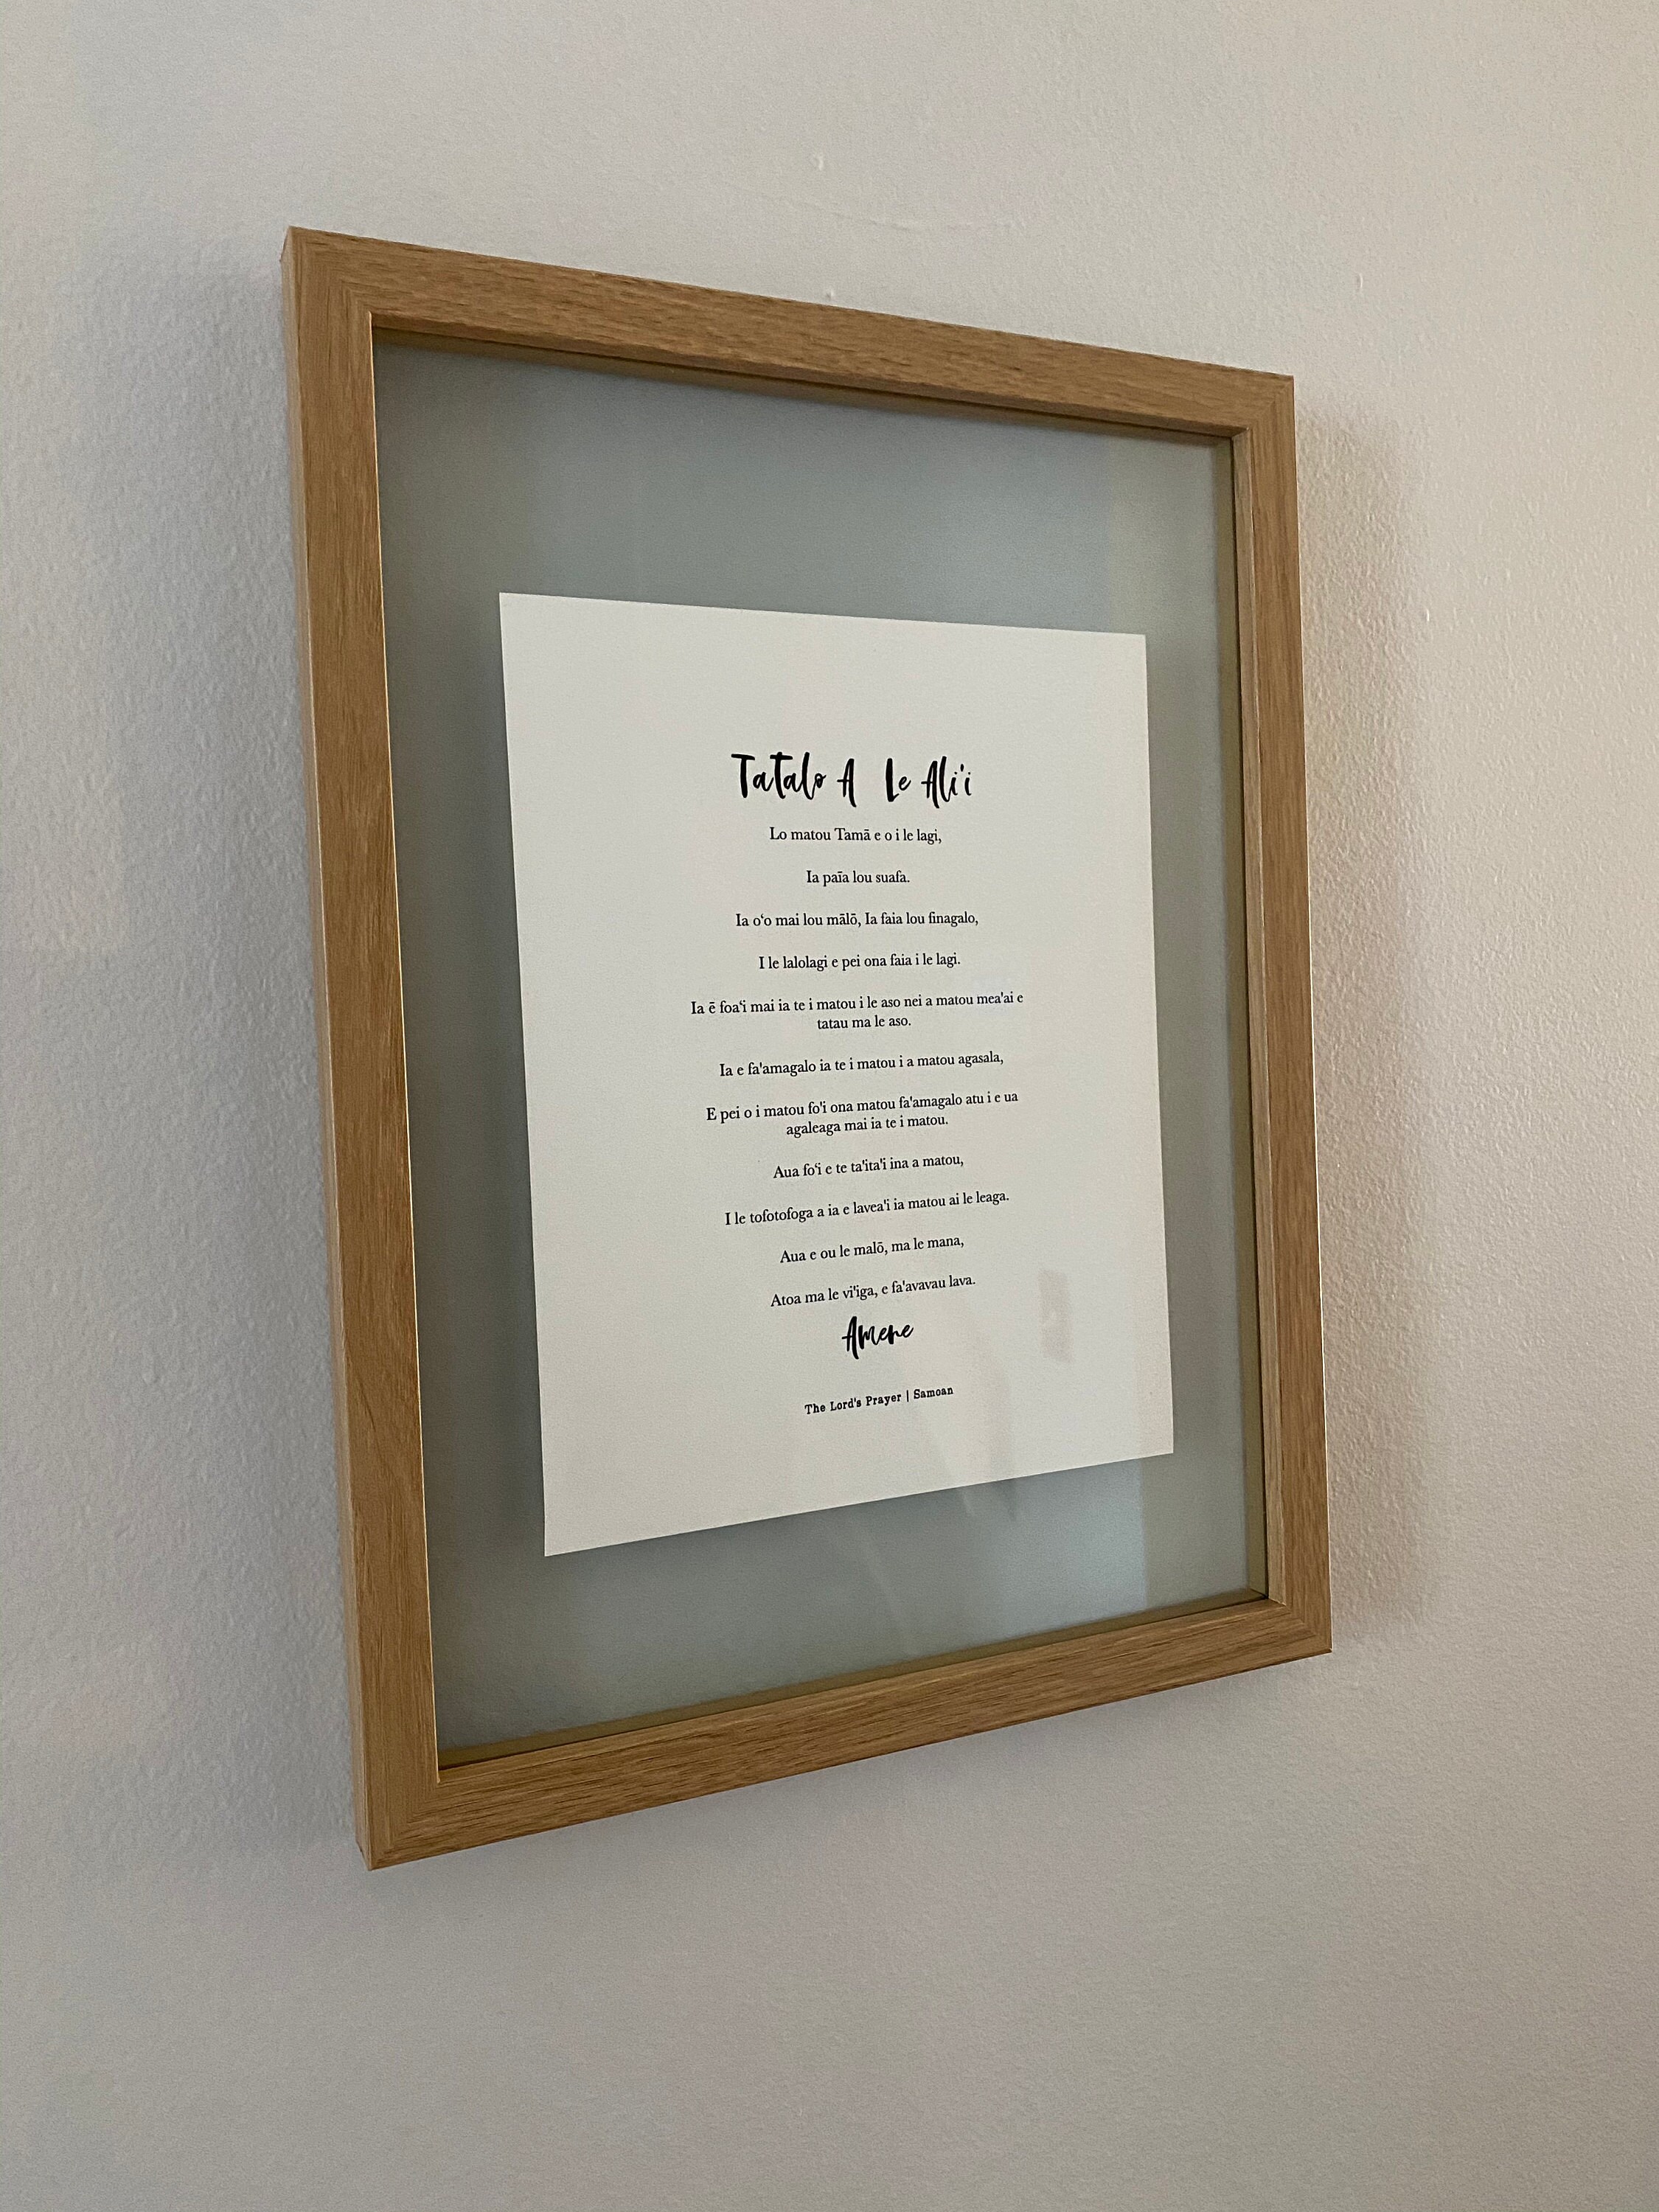 Tatalo A Le Ali'i
Lo matou Tamā e o i le lagi,
Ia paīa lou suafa.
Ia o‘o mai lou mālō, Ia faia lou finagalo,
I le lalolagi e pei ona faia i le lagi.
Ia ē foa‘i mai ia te i matou i le aso nei a matou mea'ai e
tatau ma le aso.
Ia e fa'amagalo ia te i matou i a matou agasala,
E pei o i matou fo'i ona matou fa'amagalo atu i e ua
agaleaga mai ia te i matou.
Aua fo‘i e te ta'ita'i ina a matou,
I le tofotofoga a ia e lavea'i ia matou ai le leaga.
Aua e ou le malō, ma le mana,
Atoa ma le vi'iga, e fa'avavau lava.
Amene
The Lord's Prayer | Samoan